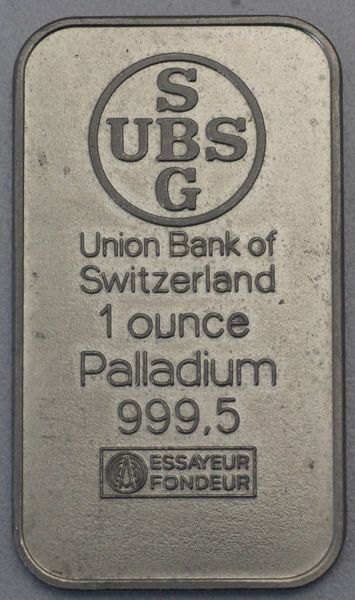 S
UBS
G
Union Bank of
Switzerland
1 ounce
Palladium
999,5
ESSAYEUR
FONDEUR